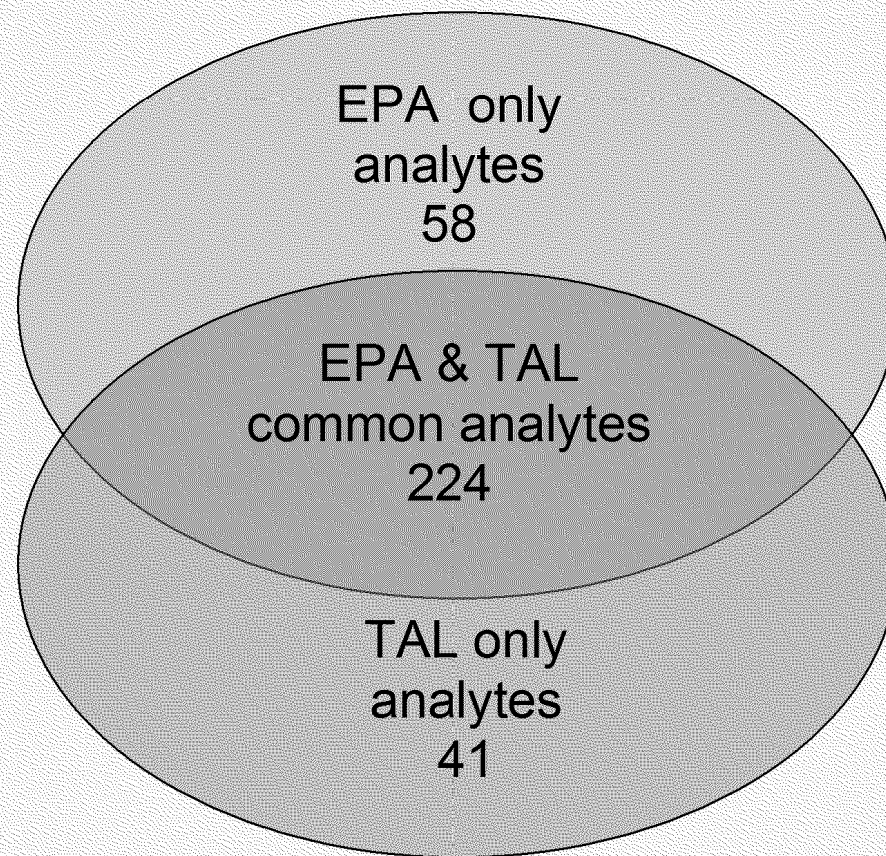 EPA only
analytes
58
EPA & TAL
common analytes
224
TAL only
analytes
41